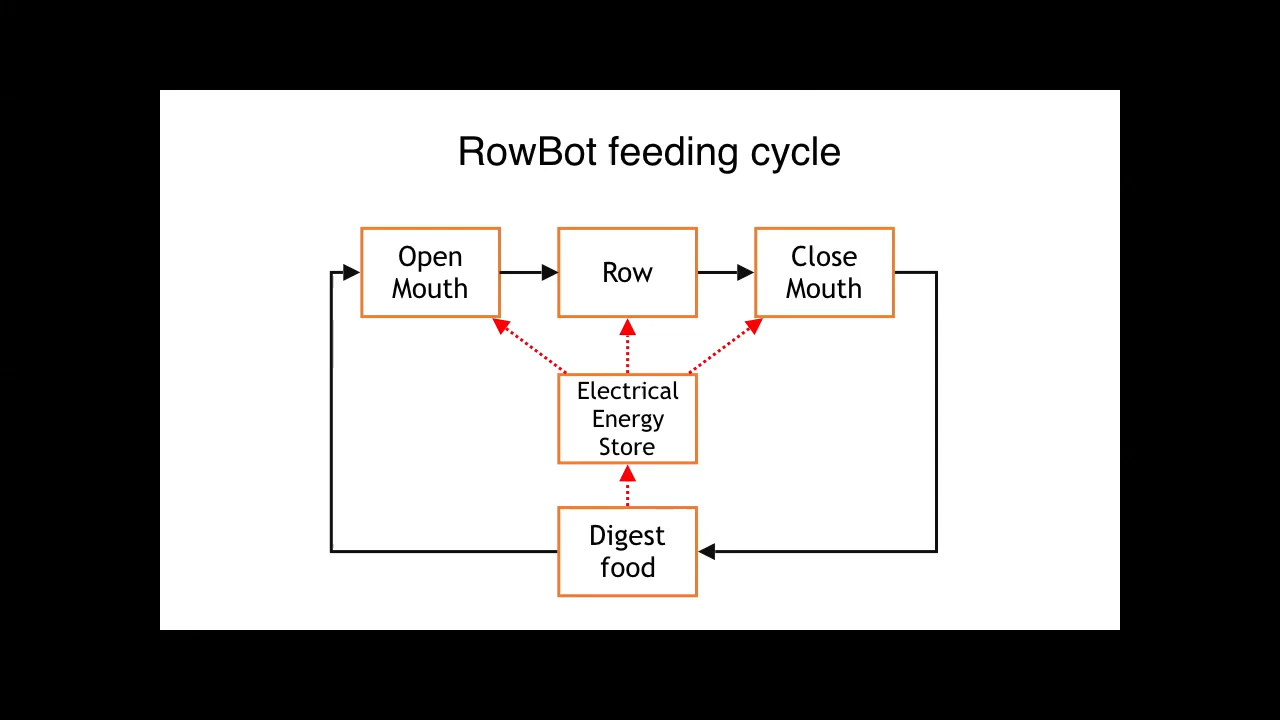 RowBot feeding cycle
Open
Mouth
Row
Close
Mouth
Electrical
Energy
Store
Digest
food